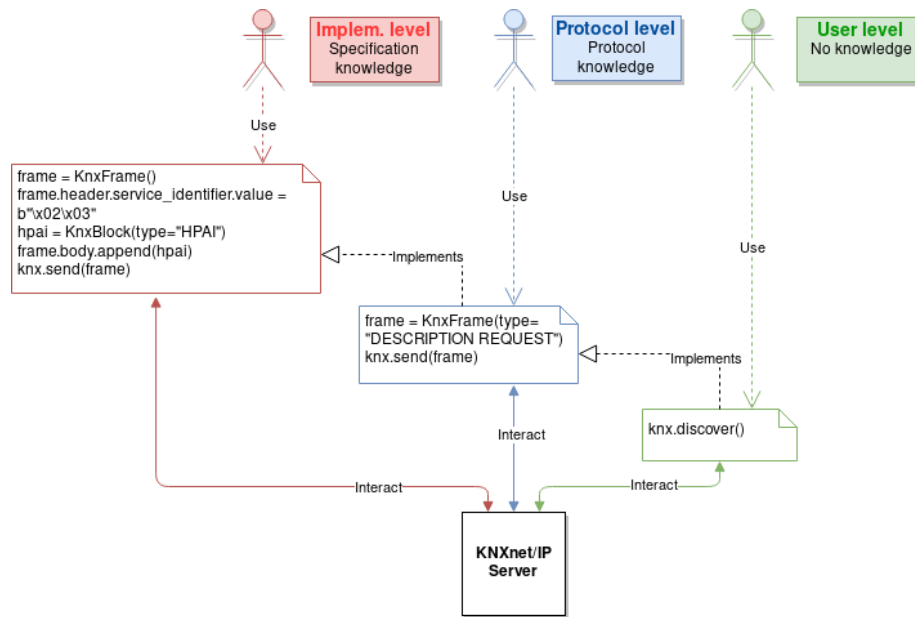 Implem. level
Specification
knowledge
Protocol level
Protocol
knowledge
User level
No knowledge
Use
frame = KnxFrame()
frame.header.service_identifier.value =
b"\x02\x03"
hpai = KnxBlock(type="HPAI")
frame.body.append(hpai)
knx.send(frame)
Use
Use
Implements
frame = KnxFrame(type=
"DESCRIPTION REQUEST")
knx.send(frame)
Implements
knx.discover()
Interact
Interact
Interact
KNXnet/IP
Server